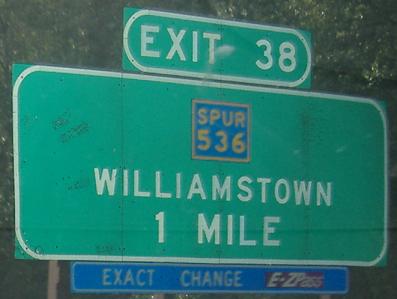 EXIT 38
SPUR
536
WILLIAMSTOWN
1 MILE
EXACT CHANGE E-ZPass